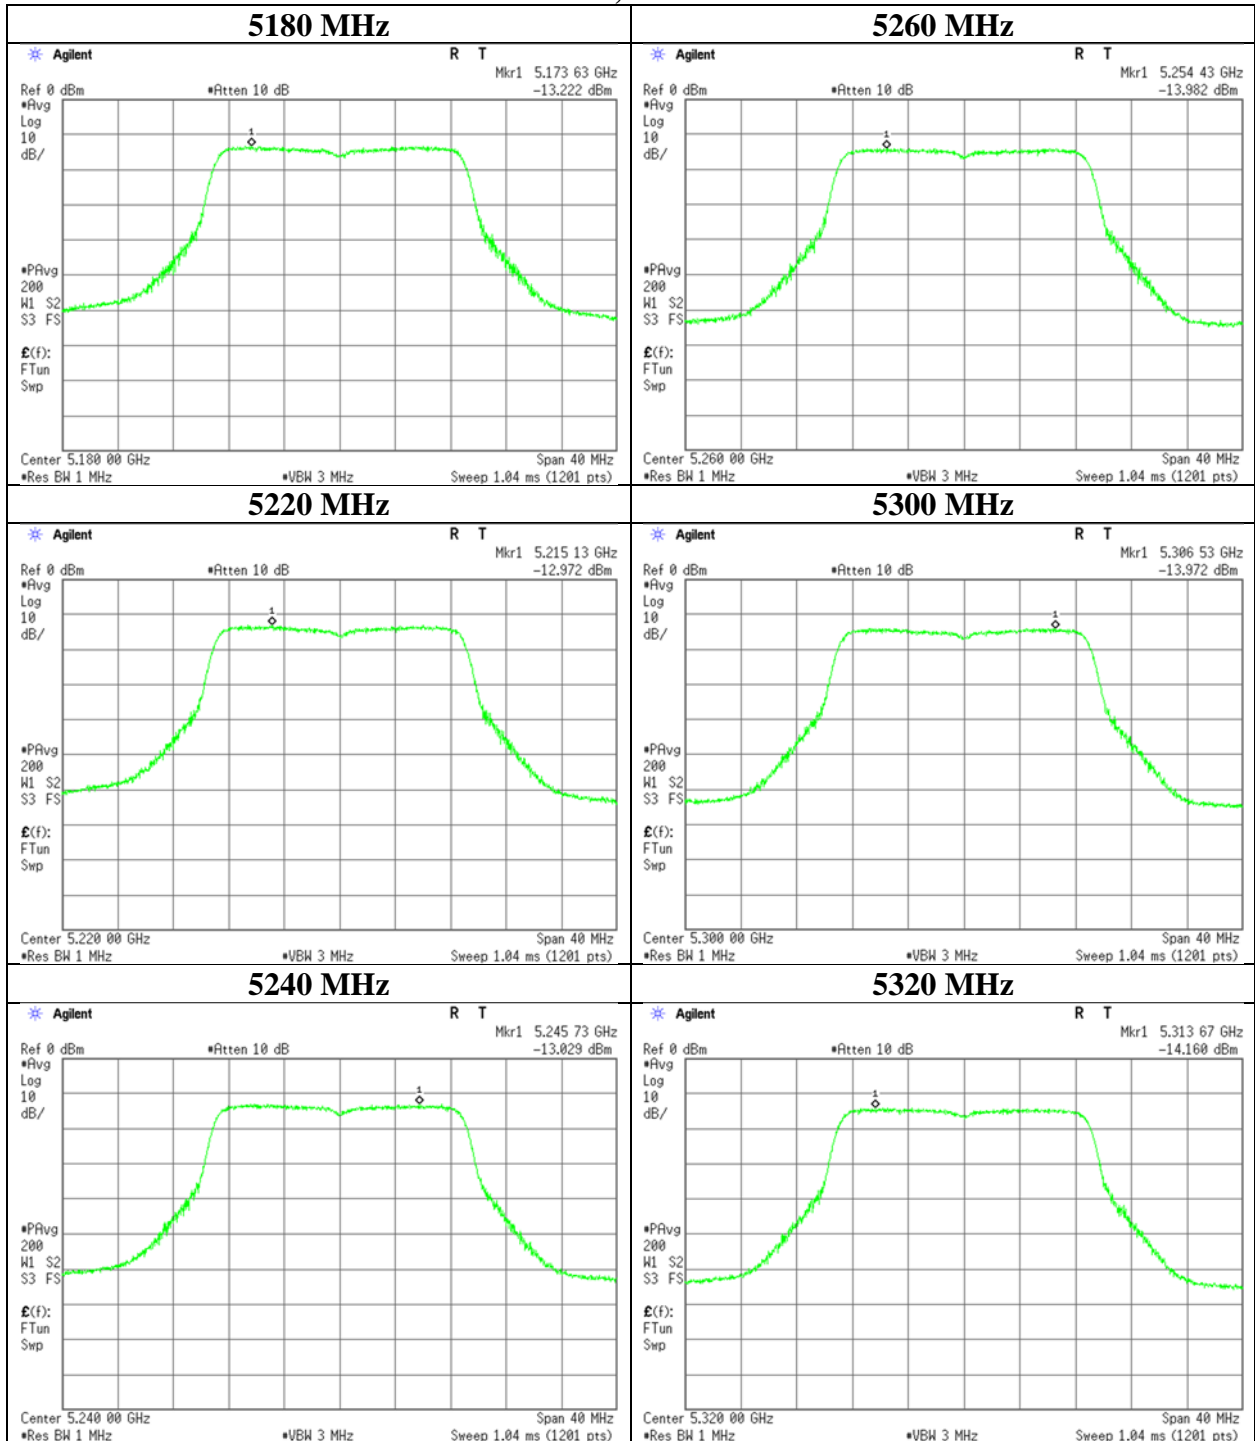 5180 MHz
Agilent R T
Mkr1 5.173 63 GHz
Ref 0 dBm *Atten 10 dB -13.222 dBm
*Avg
Log
10
dB/
1
*PAvg
200
W1 S2
S3 FS
£(f):
FTun
Swp
Center 5.180 00 GHz Span 40 MHz
*Res BW 1 MHz *VBW 3 MHz Sweep 1.04 ms (1201 pts)
5260 MHz
Agilent R T
Mkr1 5.254 43 GHz
Ref 0 dBm *Atten 10 dB -13.982 dBm
*Avg
Log
10
dB/
1
*PAvg
200
W1 S2
S3 FS
£(f):
FTun
Swp
Center 5.260 00 GHz Span 40 MHz
*Res BW 1 MHz *VBW 3 MHz Sweep 1.04 ms (1201 pts)
5220 MHz
Agilent R T
Mkr1 5.215 13 GHz
Ref 0 dBm *Atten 10 dB -12.972 dBm
*Avg
Log
10
dB/
1
*PAvg
200
W1 S2
S3 FS
£(f):
FTun
Swp
Center 5.220 00 GHz Span 40 MHz
*Res BW 1 MHz *VBW 3 MHz Sweep 1.04 ms (1201 pts)
5300 MHz
Agilent R T
Mkr1 5.306 53 GHz
Ref 0 dBm *Atten 10 dB -13.972 dBm
*Avg
Log
10
dB/
1
*PAvg
200
W1 S2
S3 FS
£(f):
FTun
Swp
Center 5.300 00 GHz Span 40 MHz
*Res BW 1 MHz *VBW 3 MHz Sweep 1.04 ms (1201 pts)
5240 MHz
Agilent R T
Mkr1 5.245 73 GHz
Ref 0 dBm *Atten 10 dB -13.029 dBm
*Avg
Log
10
dB/
1
*PAvg
200
W1 S2
S3 FS
£(f):
FTun
Swp
Center 5.240 00 GHz Span 40 MHz
*Res BW 1 MHz *VBW 3 MHz Sweep 1.04 ms (1201 pts)
5320 MHz
Agilent R T
Mkr1 5.313 67 GHz
Ref 0 dBm *Atten 10 dB -14.160 dBm
*Avg
Log
10
dB/
1
*PAvg
200
W1 S2
S3 FS
£(f):
FTun
Swp
Center 5.320 00 GHz Span 40 MHz
*Res BW 1 MHz *VBW 3 MHz Sweep 1.04 ms (1201 pts)